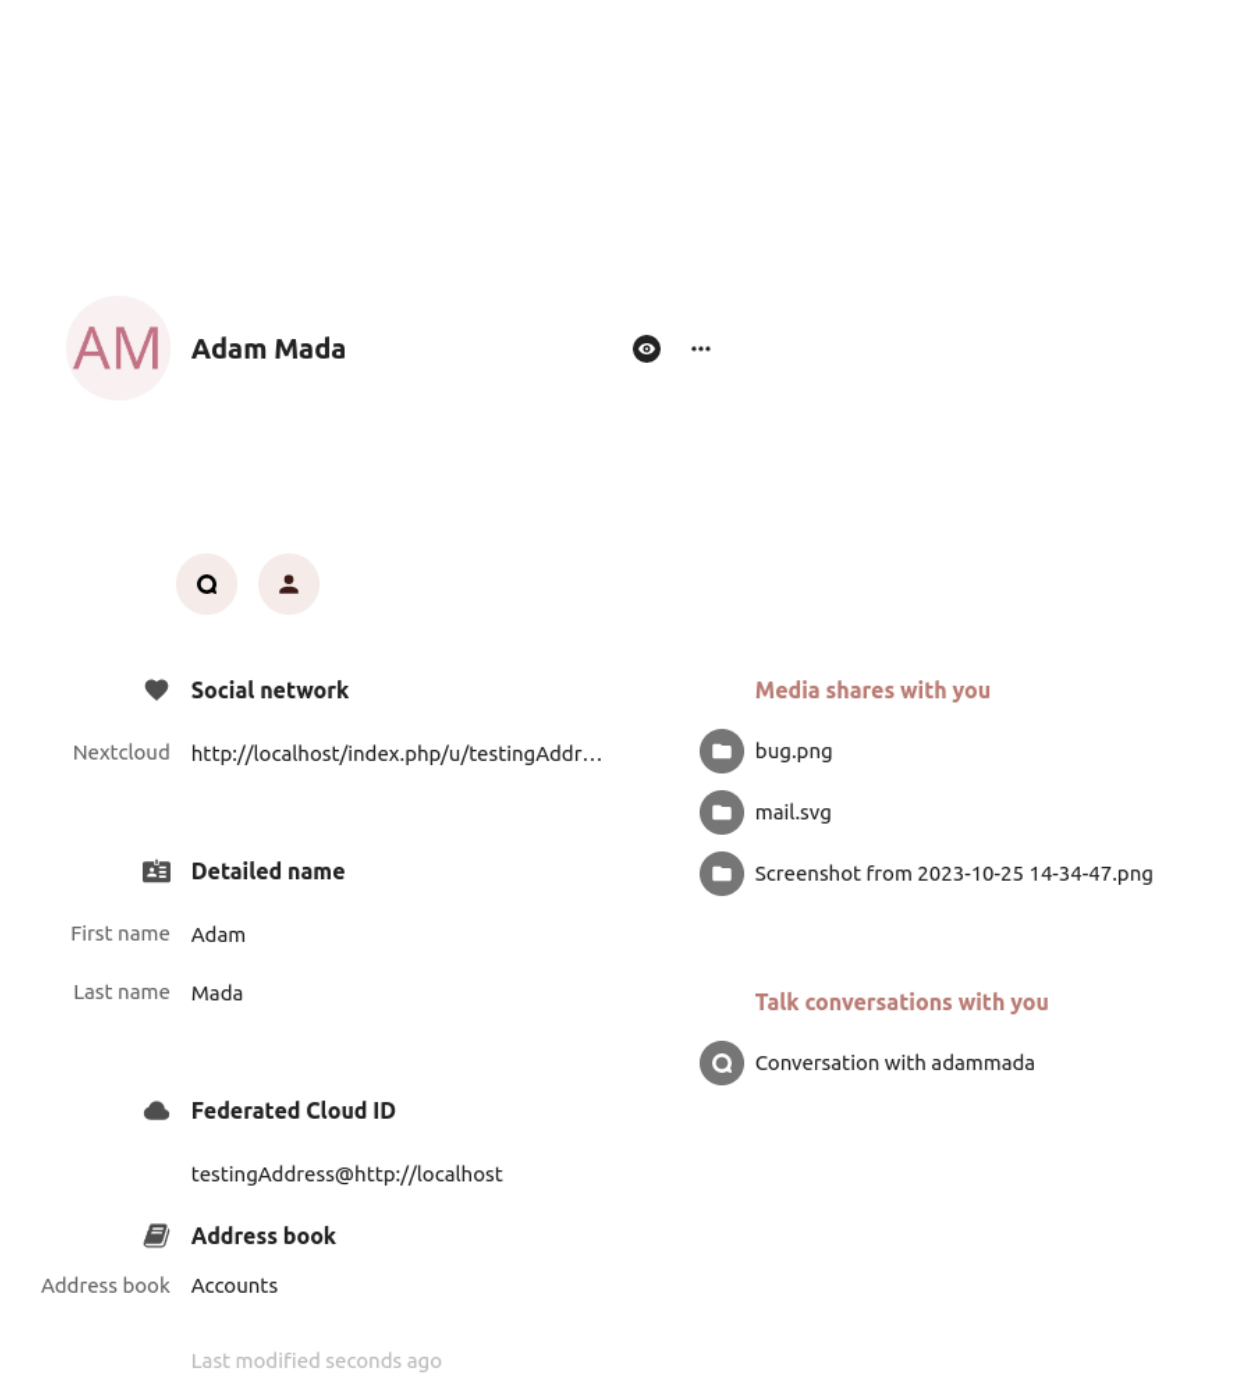 AM
Adam Mada
Social network
Nextcloud http://localhost/index.php/u/testingAddr…
Detailed name
First name Adam
Last name Mada
Federated Cloud ID
testingAddress@http://localhost
Address book
Address book Accounts
Last modified seconds ago
Media shares with you
bug.png
mail.svg
Screenshot from 2023-10-25 14-34-47.png
Talk conversations with you
Conversation with adammada